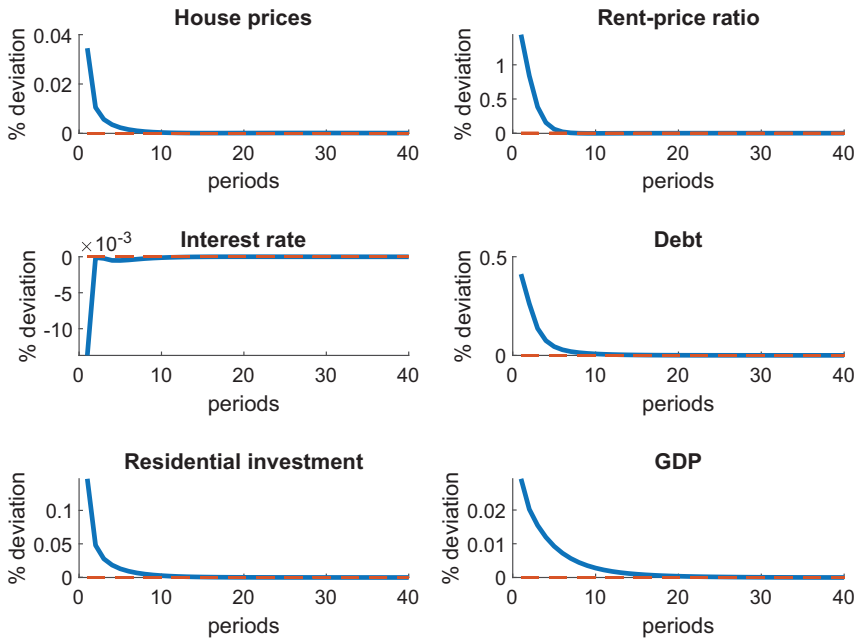 House prices
% deviation
0.04
0.02
0
0 10 20 30 40
periods
Rent-price ratio
% deviation
1
0.5
0
0 10 20 30 40
periods
Interest rate
× 10^-3
% deviation
0
-5
-10
0 10 20 30 40
periods
Debt
% deviation
0.5
0
0 10 20 30 40
periods
Residential investment
% deviation
0.1
0.05
0
0 10 20 30 40
periods
GDP
% deviation
0.02
0.01
0
0 10 20 30 40
periods